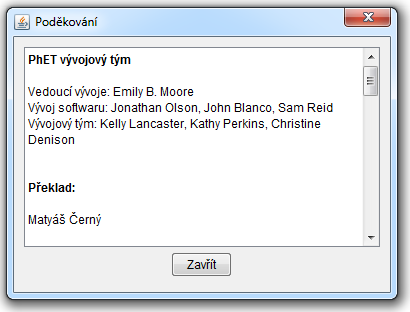 Poděkování
PhET vývojový tým
Vedoucí vývoje: Emily B. Moore
Vývoj softwaru: Jonathan Olson, John Blanco, Sam Reid
Vývojový tým: Kelly Lancaster, Kathy Perkins, Christine
Denison
Překlad:
Matyáš Černý
Zavřít